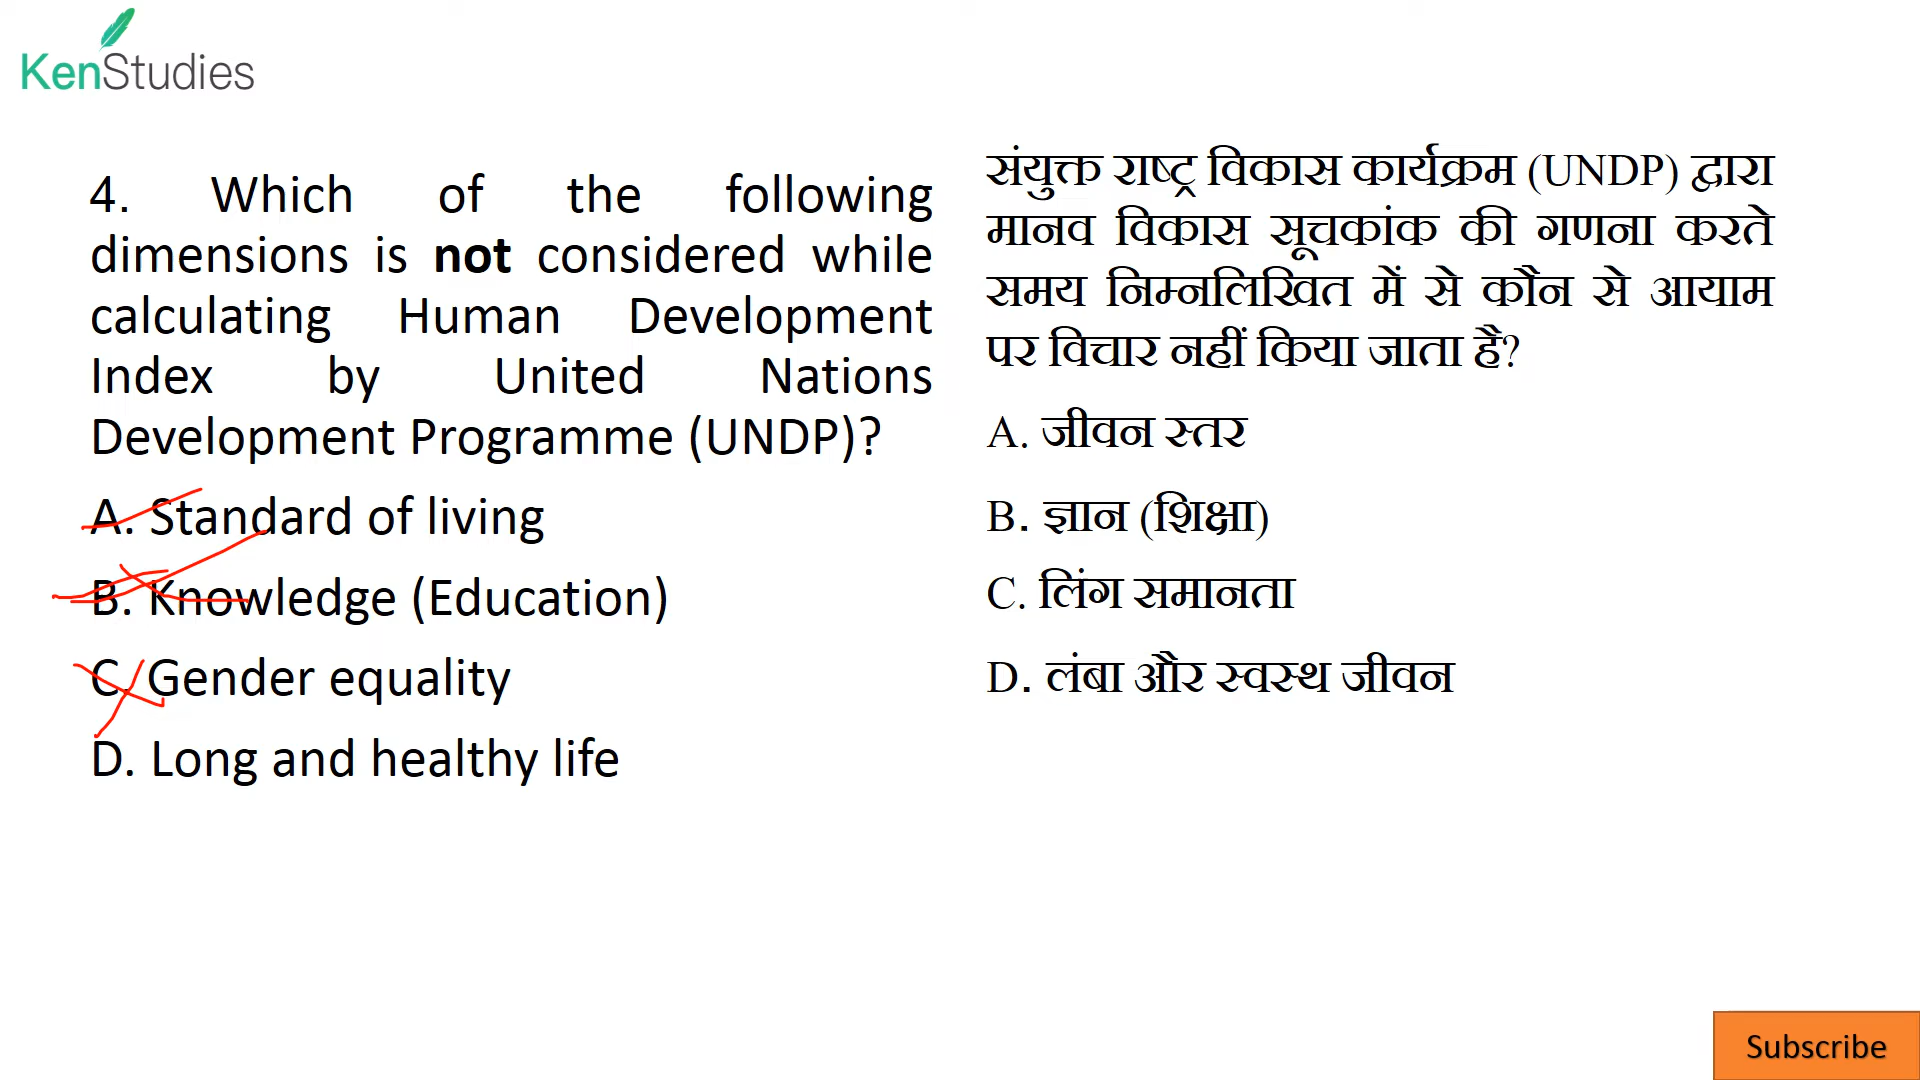 KenStudies
4. Which of the following
dimensions is not considered while
calculating Human Development
Index by United Nations
Development Programme (UNDP)?
A. Standard of living
B. Knowledge (Education)
C. Gender equality
D. Long and healthy life
संयुक्त राष्ट्र विकास कार्यक्रम (UNDP) द्वारा
मानव विकास सूचकांक की गणना करते
समय निम्नलिखित में से कौन से आयाम
पर विचार नहीं किया जाता है?
A. जीवन स्तर
B. ज्ञान (शिक्षा)
C. लिंग समानता
D. लंबा और स्वस्थ जीवन
Subscribe